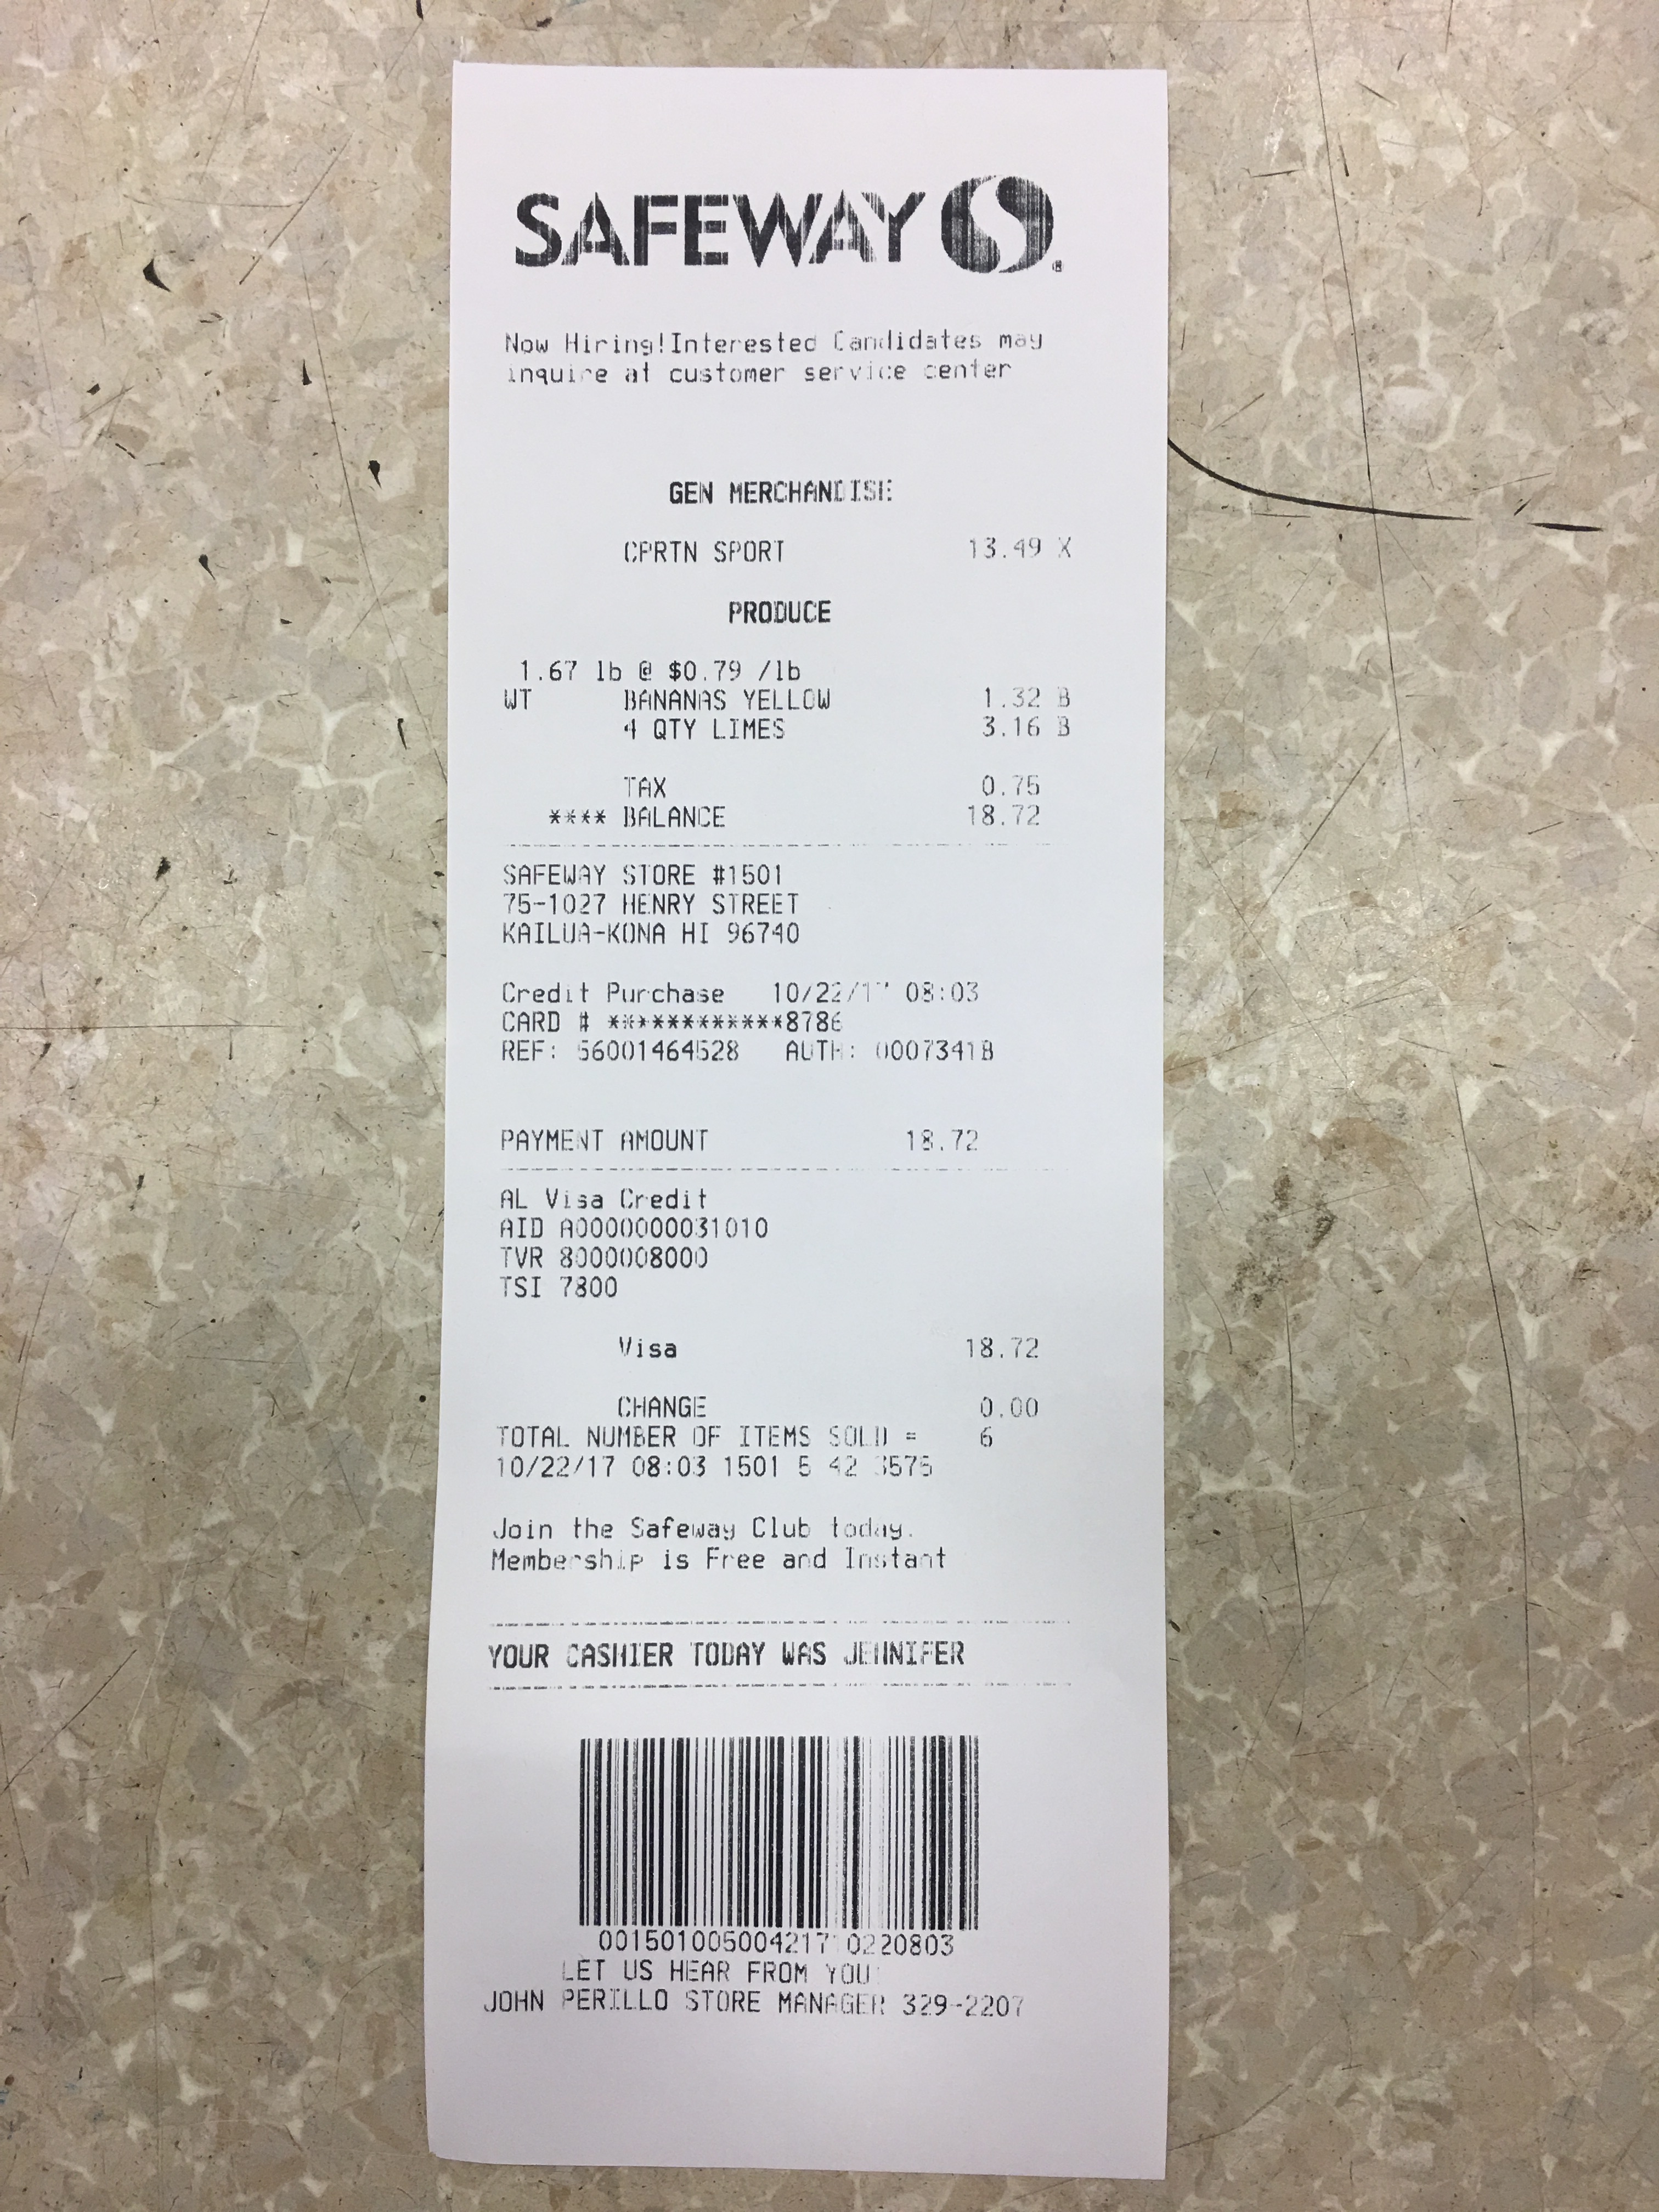 SAFEWAY ®
Now Hiring!Interested Candidates may
inquire at customer service center
GEN MERCHANDISE
CPRTN SPORT 13.49 X
PRODUCE
1.67 lb @ $0.79 /lb
WT BANANAS YELLOW 1.32 B
4 QTY LIMES 3.16 B
TAX 0.75
**** BALANCE 18.72
SAFEWAY STORE #1501
75-1027 HENRY STREET
KAILUA-KONA HI 96740
Credit Purchase 10/22/17 08:03
CARD # ************8786
REF: 56001464528 AUTH: 0007341B
PAYMENT AMOUNT 18.72
AL Visa Credit
AID A0000000031010
TVR 8000008000
TSI 7800
Visa 18.72
CHANGE 0.00
TOTAL NUMBER OF ITEMS SOLD = 6
10/22/17 08:03 1501 5 42 3575
Join the Safeway Club today.
Membership is Free and Instant
YOUR CASHIER TODAY WAS JENNIFER
00150100500421710220803
LET US HEAR FROM YOU
JOHN PERILLO STORE MANAGER 329-2207